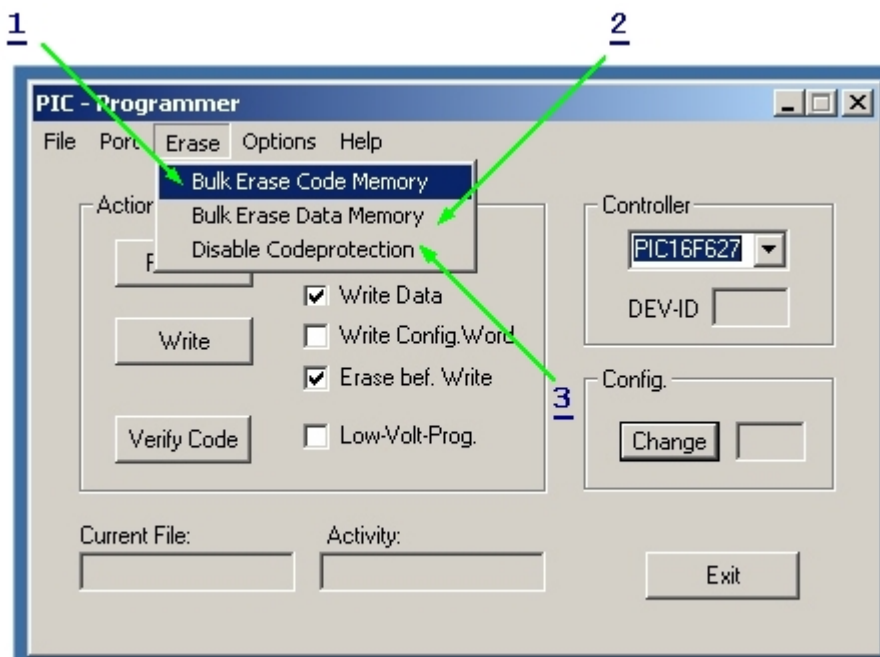 1
2
PIC - Programmer
File Port Erase Options Help
Bulk Erase Code Memory
Bulk Erase Data Memory
Disable Codeprotection
Action
Write Data
Write Write Config.Word
Erase bef. Write
Verify Code Low-Volt-Prog.
Controller
PIC16F627
DEV-ID
3
Config.
Change
Current File: Activity:
Exit